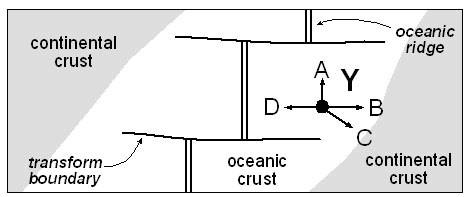 continental
crust
oceanic
ridge
A
Y
D
B
C
transform
boundary
oceanic
crust
continental
crust